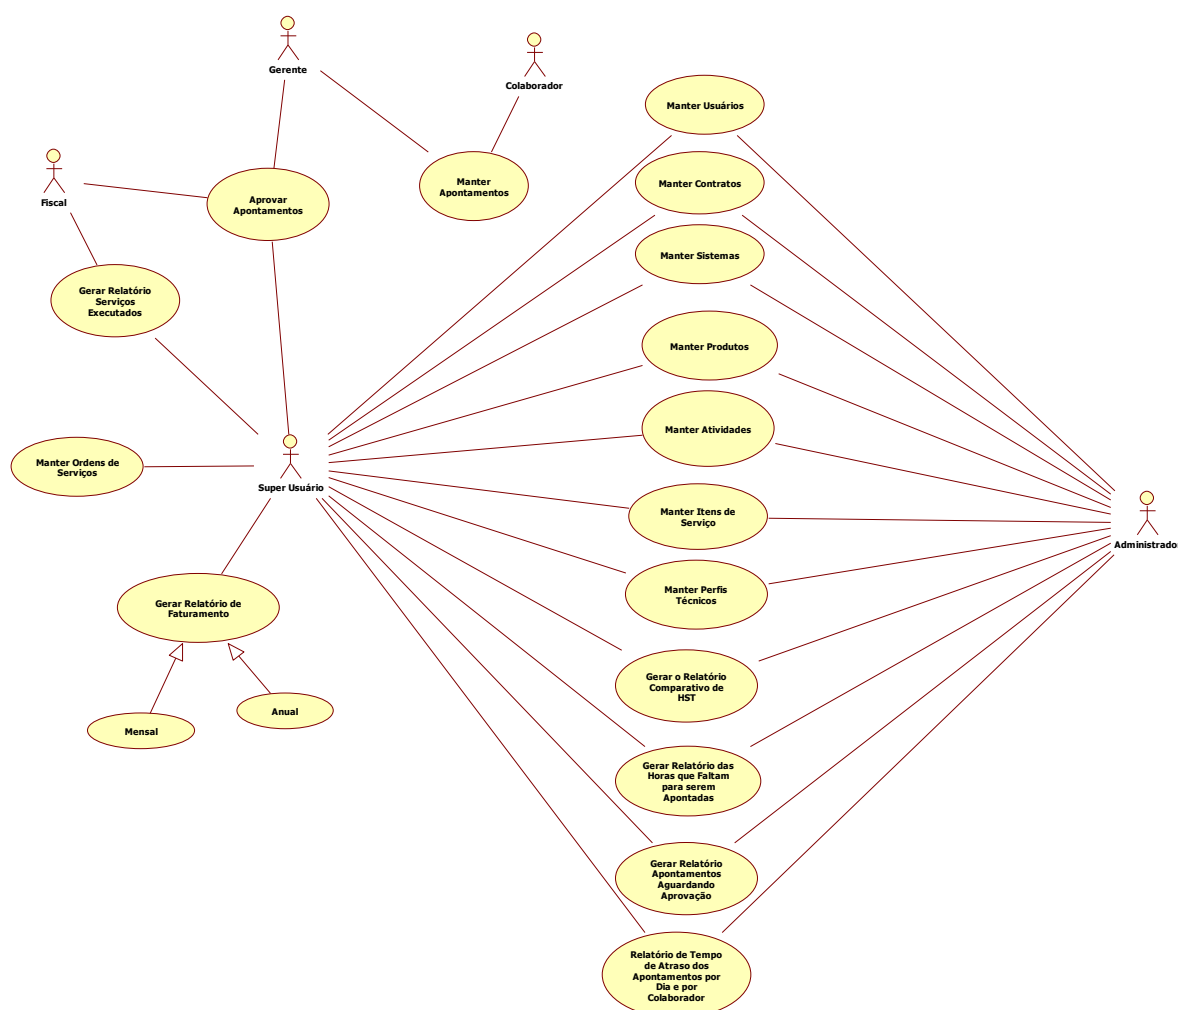 Gerente
Colaborador
Manter Usuários
Fiscal
Aprovar
Apontamentos
Manter
Apontamentos
Manter Contratos
Manter Sistemas
Gerar Relatório
Serviços
Executados
Manter Produtos
Manter Atividades
Manter Ordens de
Serviços
Super Usuário
Manter Itens de
Serviço
Administrador
Manter Perfis
Técnicos
Gerar Relatório de
Faturamento
Gerar o Relatório
Comparativo de
HST
Mensal
Anual
Gerar Relatório das
Horas que Faltam
para serem
Apontadas
Gerar Relatório
Apontamentos
Aguardando
Aprovação
Relatório de Tempo
de Atraso dos
Apontamentos por
Dia e por
Colaborador